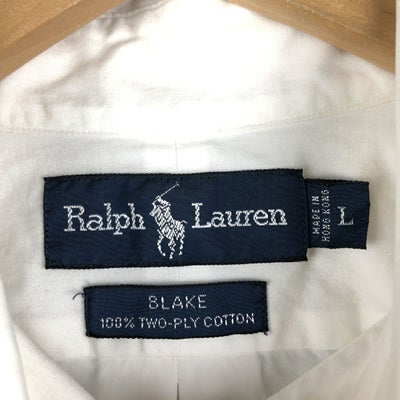 Ralph Lauren
MADE IN
HONG KONG
L
BLAKE
100% TWO-PLY COTTON